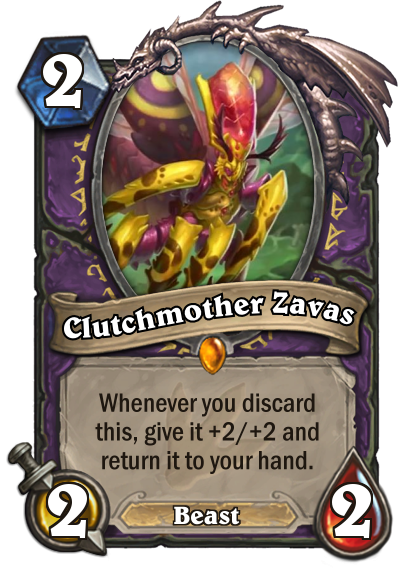 2
Clutchmother Zavas
Whenever you discard
this, give it +2/+2 and
return it to your hand.
2
Beast
2